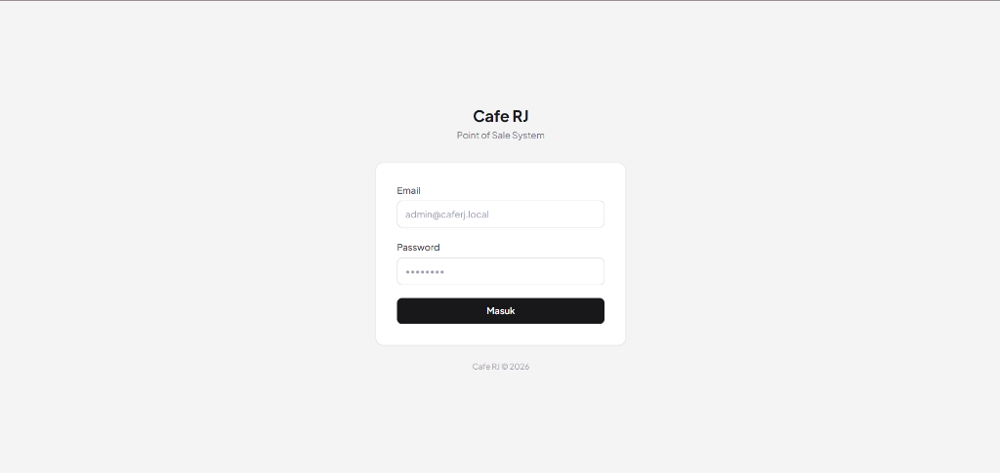 Cafe RJ
Point of Sale System
Email
admin@caferj.local
Password
••••••••
Masuk
Cafe RJ © 2026